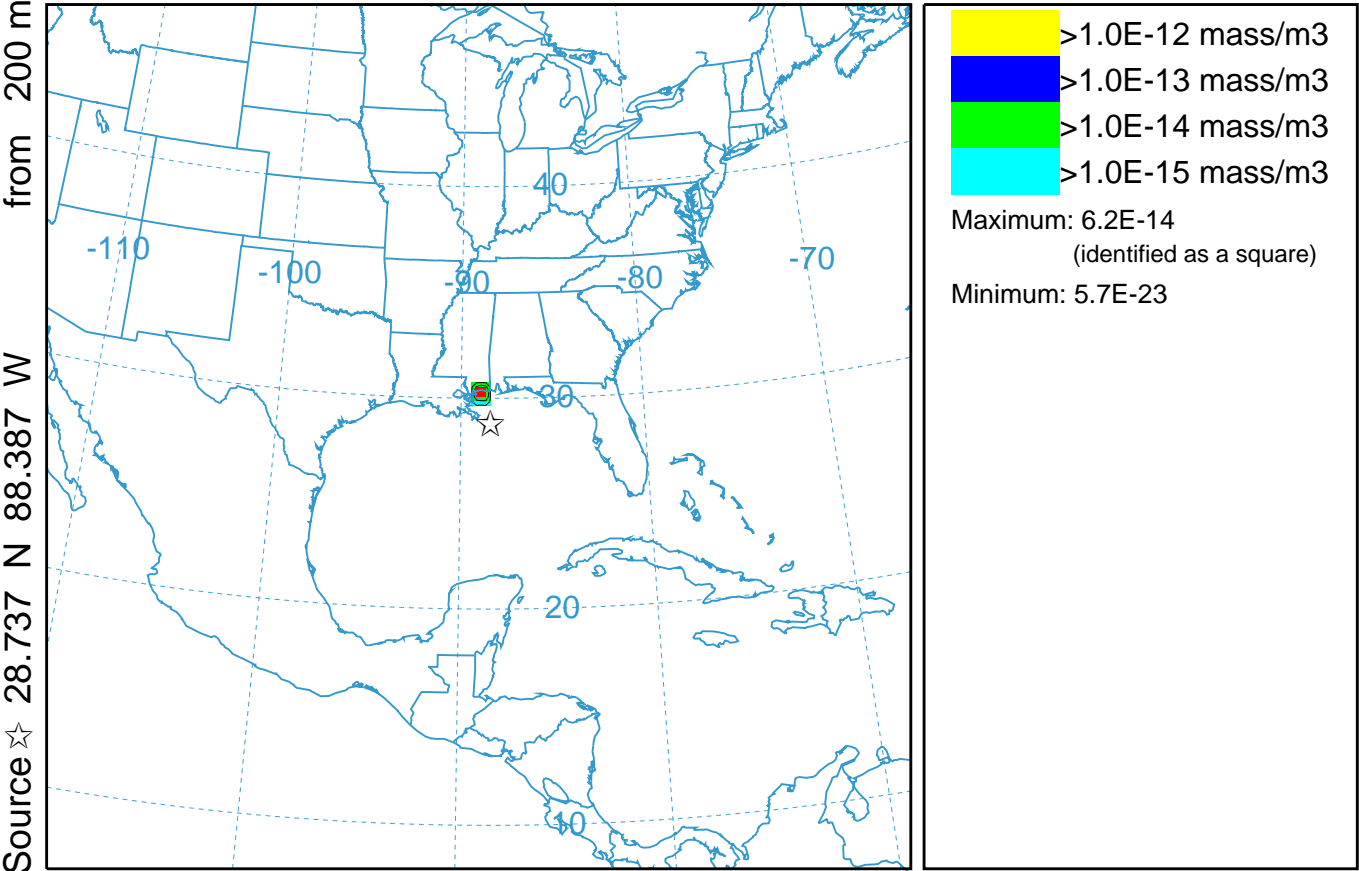 Source ☆ 28.737 N 88.387 W from 200 m
40
-110
-100
-90
-80
-70
30
20
10
>1.0E-12 mass/m3
>1.0E-13 mass/m3
>1.0E-14 mass/m3
>1.0E-15 mass/m3
Maximum: 6.2E-14
(identified as a square)
Minimum: 5.7E-23